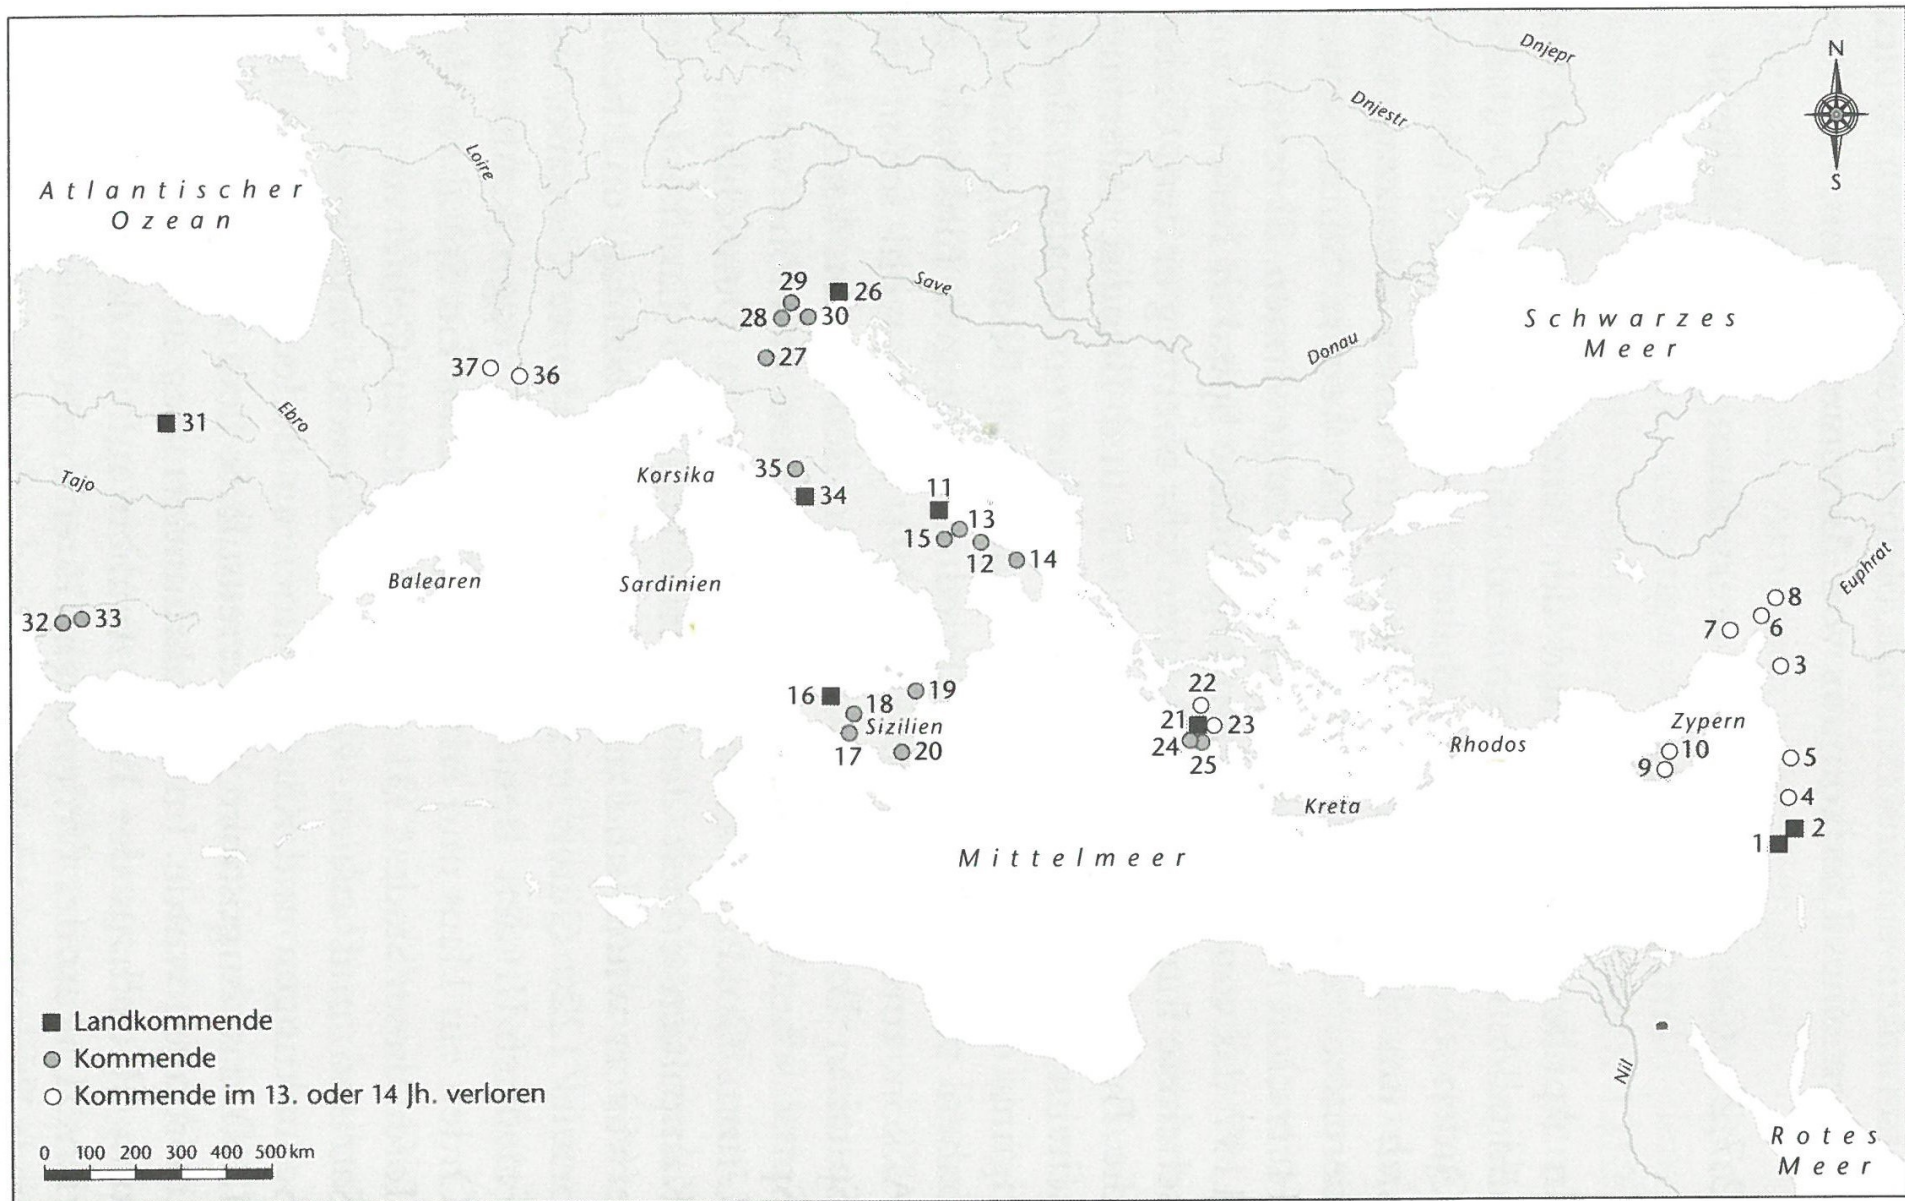 Dnjepr
N
Dnjestr
Loire
S
Atlantischer
Ozean
29
26
Save
28
30
Schwarzes
Meer
27
Donau
37
36
31
Ebro
35
Korsika
Tajo
34
11
13
15
12
14
Euphrat
Balearen
Sardinien
8
32
33
7
6
3
16
19
22
18
Sizilien
21
23
Zypern
17
20
24
25
Rhodos
10
9
5
4
Kreta
2
1
Mittelmeer
Landkommende
Kommende
Kommende im 13. oder 14 Jh. verloren
Nil
0 100 200 300 400 500 km
Rotes
Meer